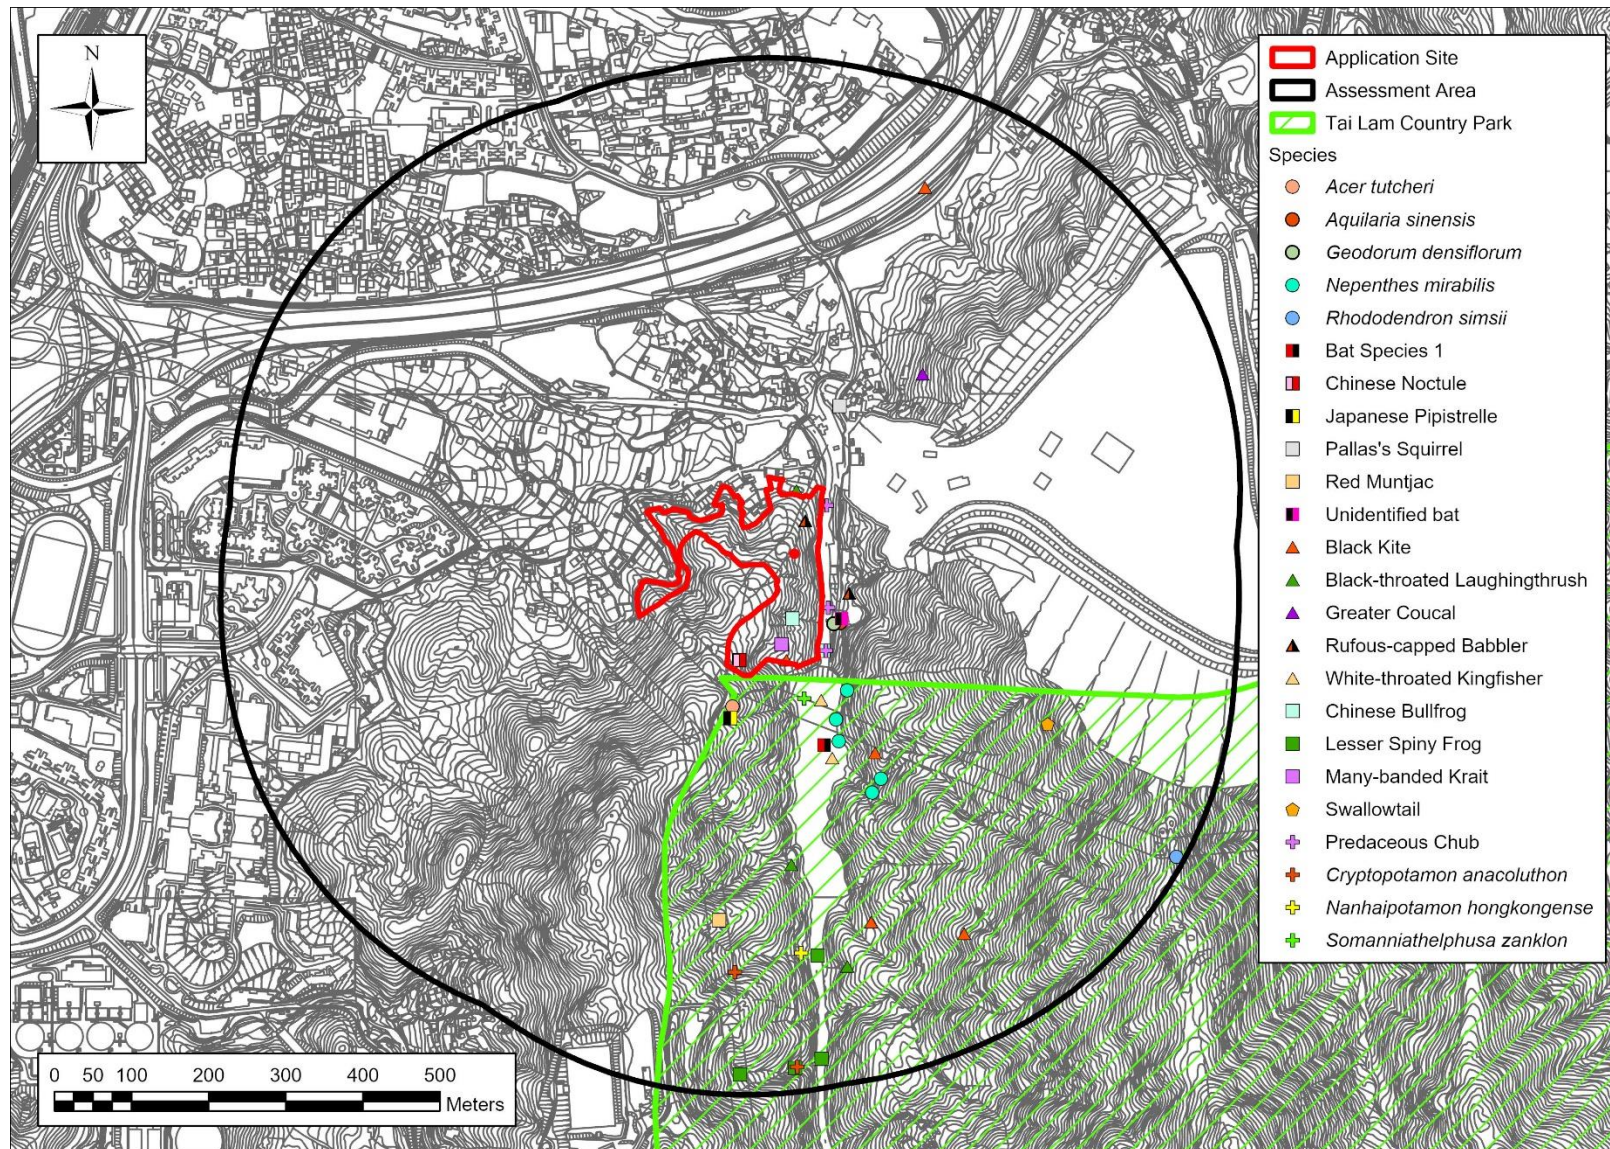 N
Application Site
Assessment Area
Tai Lam Country Park
Species
Acer tutcheri
Aquilaria sinensis
Geodorum densiflorum
Nepenthes mirabilis
Rhododendron simsii
Bat Species 1
Chinese Noctule
Japanese Pipistrelle
Pallas's Squirrel
Red Muntjac
Unidentified bat
Black Kite
Black-throated Laughingthrush
Greater Coucal
Rufous-capped Babbler
White-throated Kingfisher
Chinese Bullfrog
Lesser Spiny Frog
Many-banded Krait
Swallowtail
Predaceous Chub
Cryptopotamon anacoluthon
Nanhaipotamon hongkongense
Somanniathelphusa zanklon
0 50 100 200 300 400 500
Meters